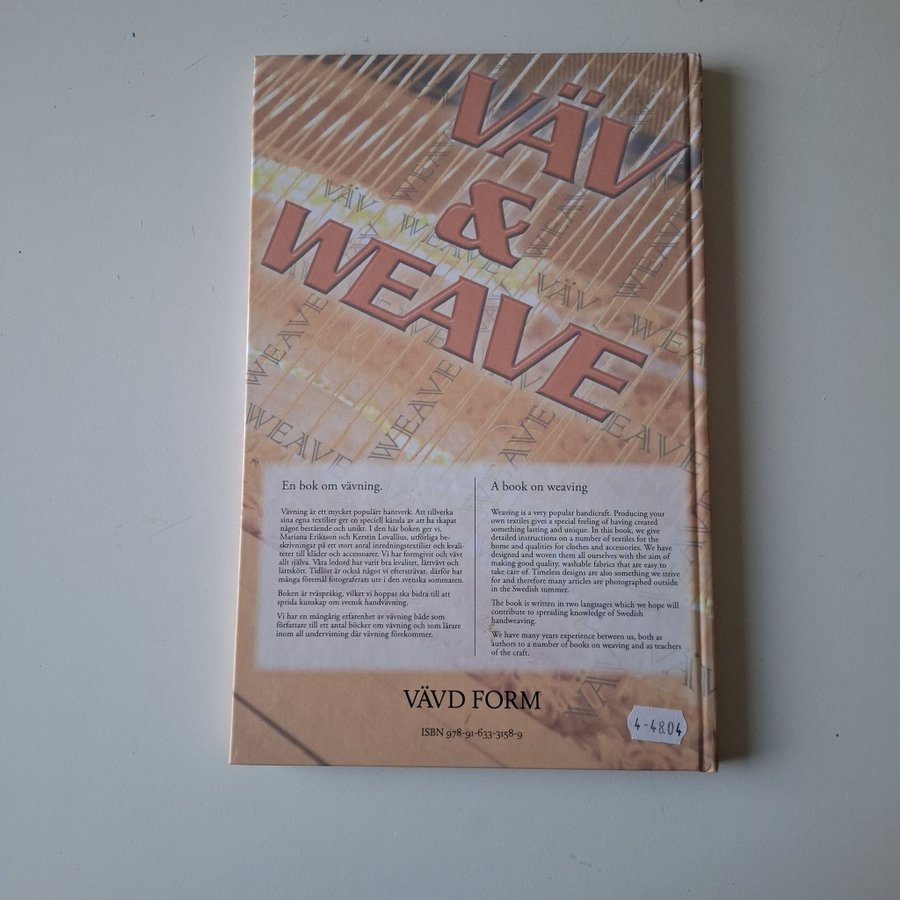 VÄV
&
WEAVE
En bok om vävning.
Vävning är ett mycket populärt hantverk. Att tillverka
sina egna textilier ger en speciell känsla av att ha skapat
något bestående och unikt. I den här boken ger vi,
Mariana Eriksson och Kerstin Lovallius, utförliga be-
skrivningar på ett stort antal inredningstextilier och kvali-
teter till kläder och accessoarer. Vi har formgivit och vävt
allt själva. Våra ledord har varit bra kvalitet, lättvävt och
lättskött. Tidlöst är också något vi eftersträvat, därför har
många föremål fotograferats ute i den svenska sommaren.
Boken är tvåspråkig, vilket vi hoppas ska bidra till att
sprida kunskap om svensk handvävning.
Vi har en mångårig erfarenhet av vävning både som
författare till ett antal böcker om vävning och som lärare
inom all undervisning där vävning förekommer.
A book on weaving
Weaving is a very popular handicraft. Producing your
own textiles gives a special feeling of having created
something lasting and unique. In this book, we give
detailed instructions on a number of textiles for the
home and qualities for clothes and accessories. We have
designed and woven them all ourselves with the aim of
making good quality, washable fabrics that are easy to
take care of. Timeless designs are also something we strive
for and therefore many articles are photographed outside
in the Swedish summer.
The book is written in two languages which we hope will
contribute to spreading knowledge of Swedish
handweaving.
We have many years experience between us, both as
authors to a number of books on weaving and as teachers
of the craft.
VÄVD FORM
ISBN 978-91-633-3158-9
4-4804